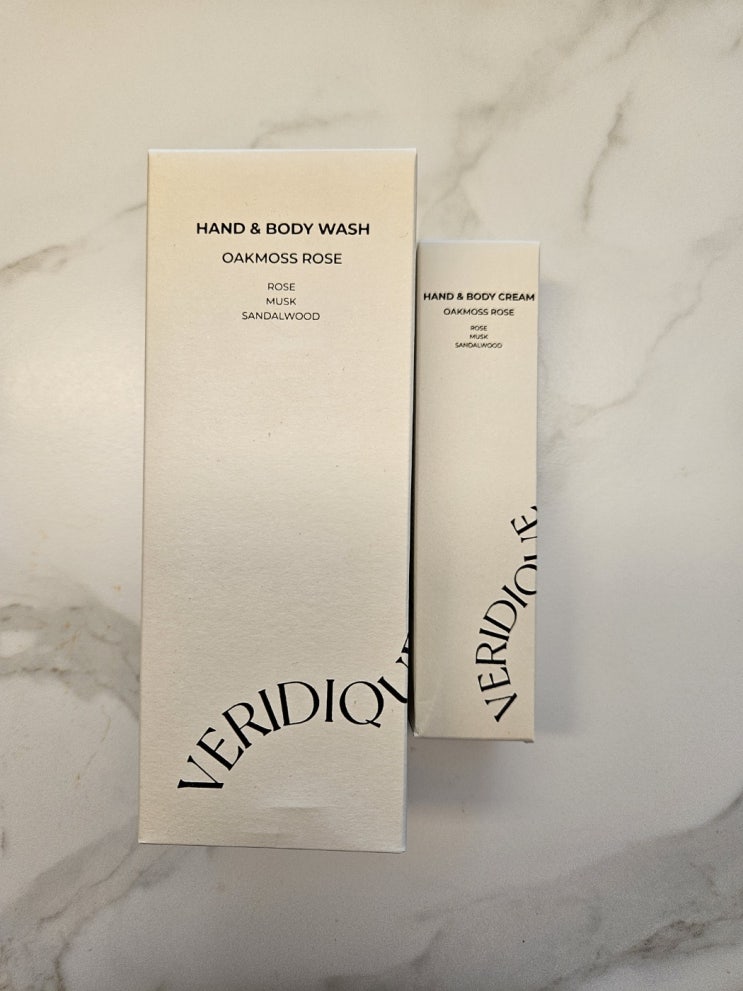 HAND & BODY WASH
OAKMOSS ROSE
ROSE
MUSK
SANDALWOOD
VERIDIQUE
HAND & BODY CREAM
OAKMOSS ROSE
ROSE
MUSK
SANDALWOOD
VERIDIQUE